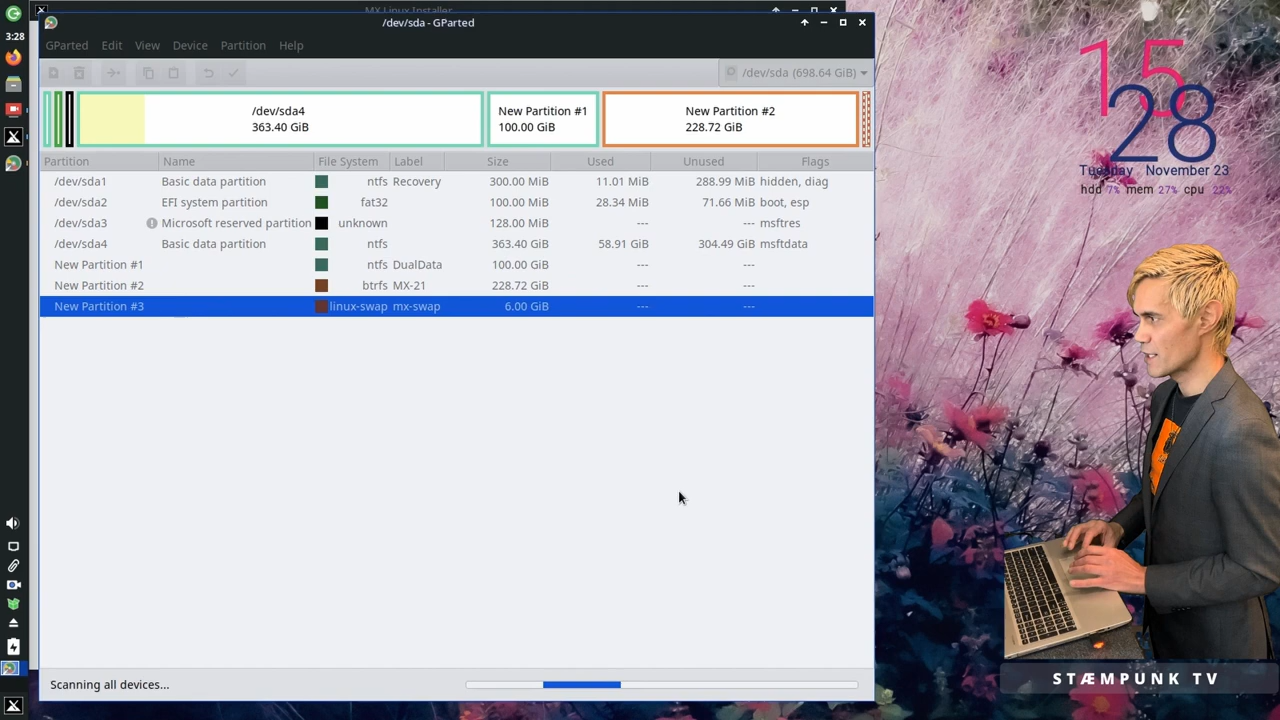 MX Linux Installer
/dev/sda - GParted
3:28
GParted Edit View Device Partition Help
/dev/sda (698.64 GiB)
/dev/sda4
363.40 GiB
New Partition #1
100.00 GiB
New Partition #2
228.72 GiB
Partition Name File System Label Size Used Unused Flags
/dev/sda1 Basic data partition ntfs Recovery 300.00 MiB 11.01 MiB 288.99 MiB hidden, diag
/dev/sda2 EFI system partition fat32 100.00 MiB 28.34 MiB 71.66 MiB boot, esp
/dev/sda3 Microsoft reserved partition unknown 128.00 MiB --- --- msftres
/dev/sda4 Basic data partition ntfs 363.40 GiB 58.91 GiB 304.49 GiB msftdata
New Partition #1 ntfs DualData 100.00 GiB --- ---
New Partition #2 btrfs MX-21 228.72 GiB --- ---
New Partition #3 linux-swap mx-swap 6.00 GiB --- ---
Scanning all devices...
15
28
Tuesday November 23
hdd 7% mem 27% cpu 22%
STÆMPUNK TV